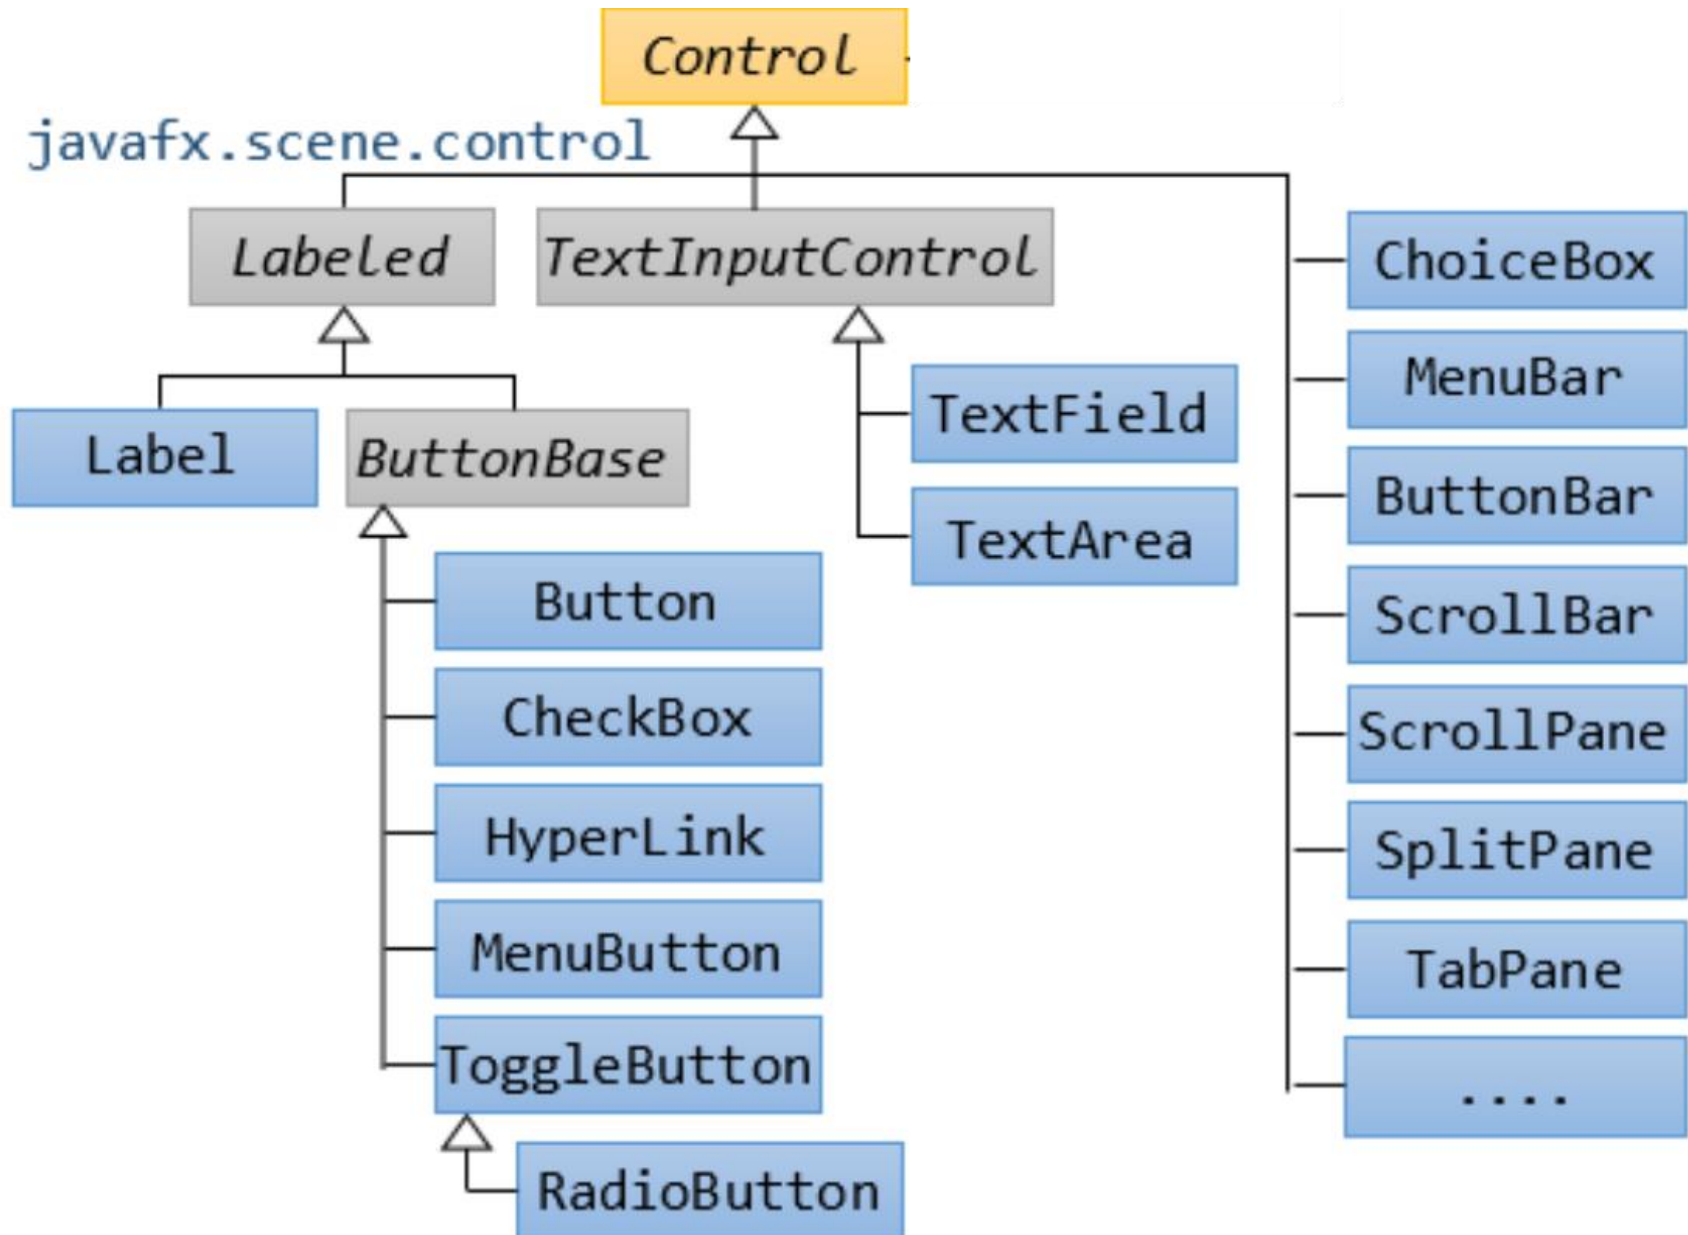 Control
javafx.scene.control
Labeled
TextInputControl
Label
ButtonBase
TextField
TextArea
Button
CheckBox
HyperLink
MenuButton
ToggleButton
RadioButton
ChoiceBox
MenuBar
ButtonBar
ScrollBar
ScrollPane
SplitPane
TabPane
....